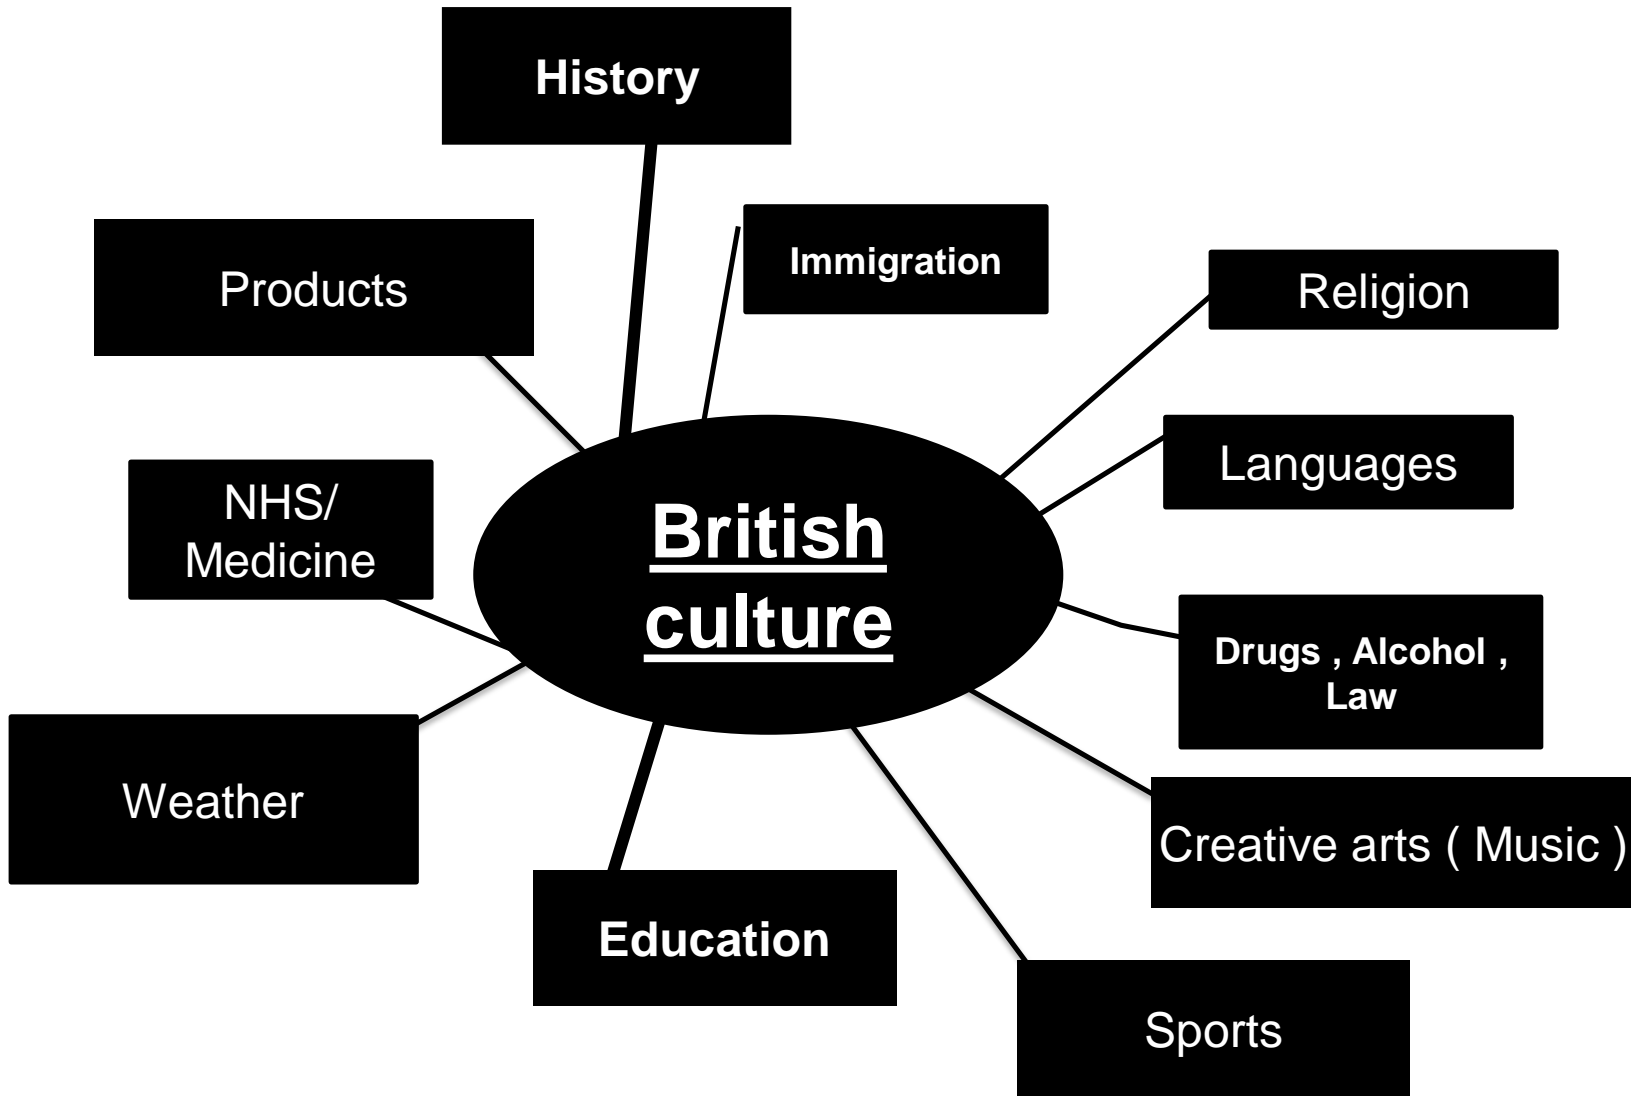 History
Immigration
Products
Religion
Languages
NHS/
Medicine
British
culture
Drugs , Alcohol ,
Law
Weather
Creative arts ( Music )
Education
Sports